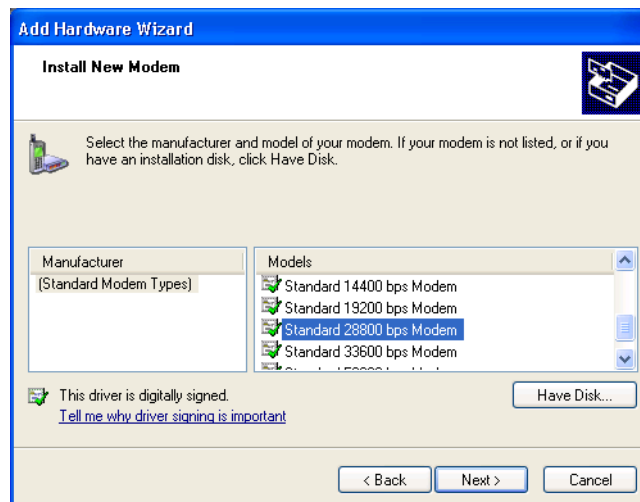 Add Hardware Wizard
Install New Modem
Select the manufacturer and model of your modem. If your modem is not listed, or if you
have an installation disk, click Have Disk.
Manufacturer
(Standard Modem Types)
Models
Standard 14400 bps Modem
Standard 19200 bps Modem
Standard 28800 bps Modem
Standard 33600 bps Modem
This driver is digitally signed.
Tell me why driver signing is important
Have Disk...
< Back
Next >
Cancel